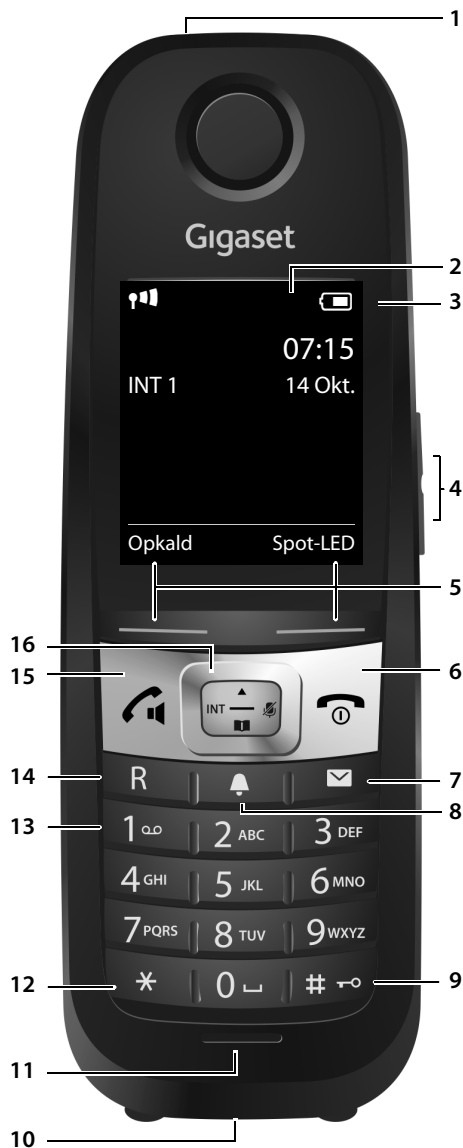 1
Gigaset
2
3
07:15
INT 1 14 Okt.
4
Opkald Spot-LED
5
16
15 6
INT
14 R 7
8
13 1 2 ABC 3 DEF
4 GHI 5 JKL 6 MNO
7 PQRS 8 TUV 9 WXYZ
12 * 0 # 9
11
10